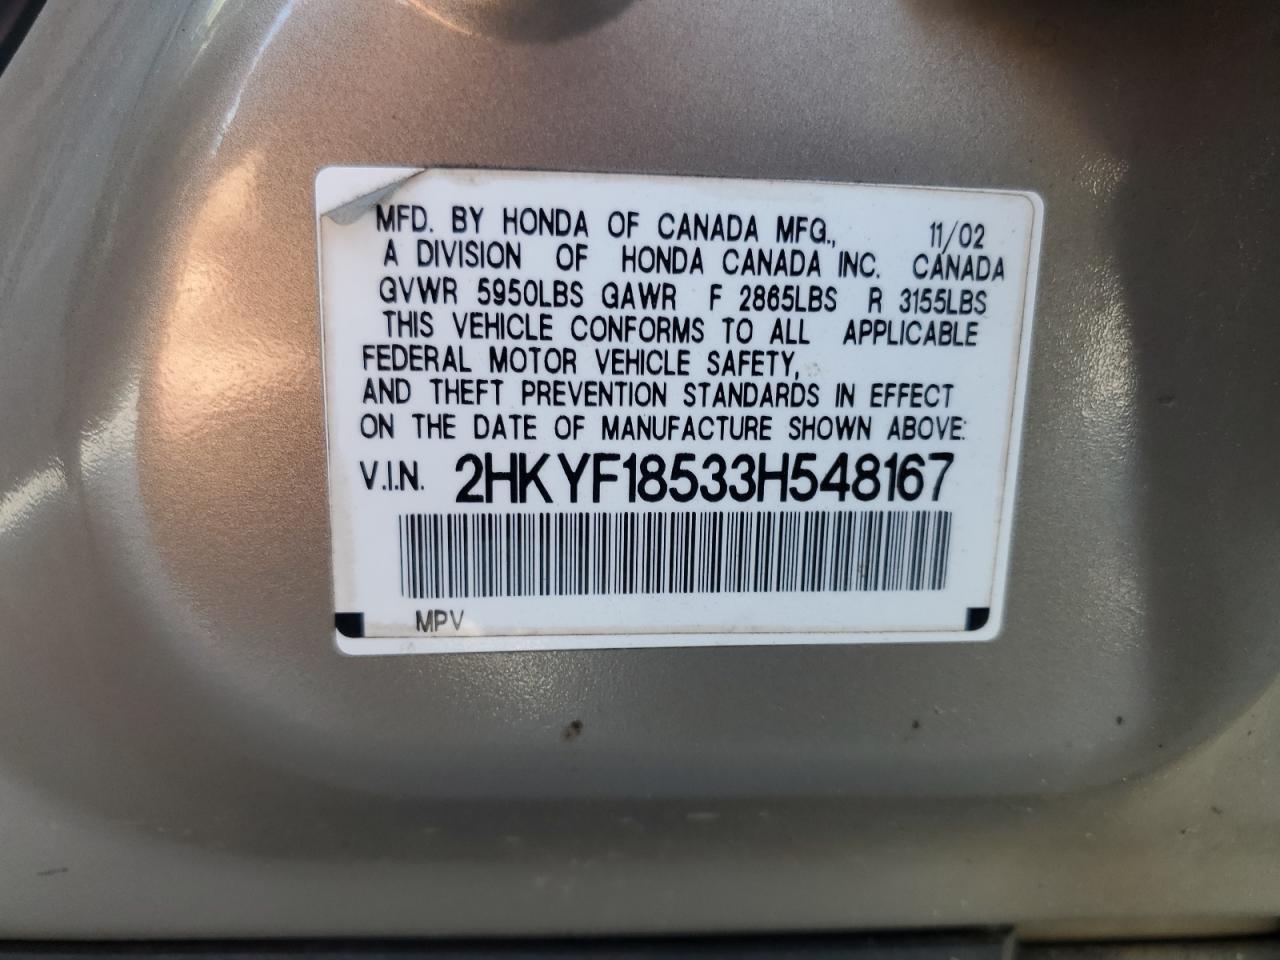 MFD. BY HONDA OF CANADA MFG., 11/02
A DIVISION OF HONDA CANADA INC. CANADA
GVWR 5950LBS GAWR F 2865LBS R 3155LBS
THIS VEHICLE CONFORMS TO ALL APPLICABLE
FEDERAL MOTOR VEHICLE SAFETY,
AND THEFT PREVENTION STANDARDS IN EFFECT
ON THE DATE OF MANUFACTURE SHOWN ABOVE:
V.I.N. 2HKYF18533H548167
MPV